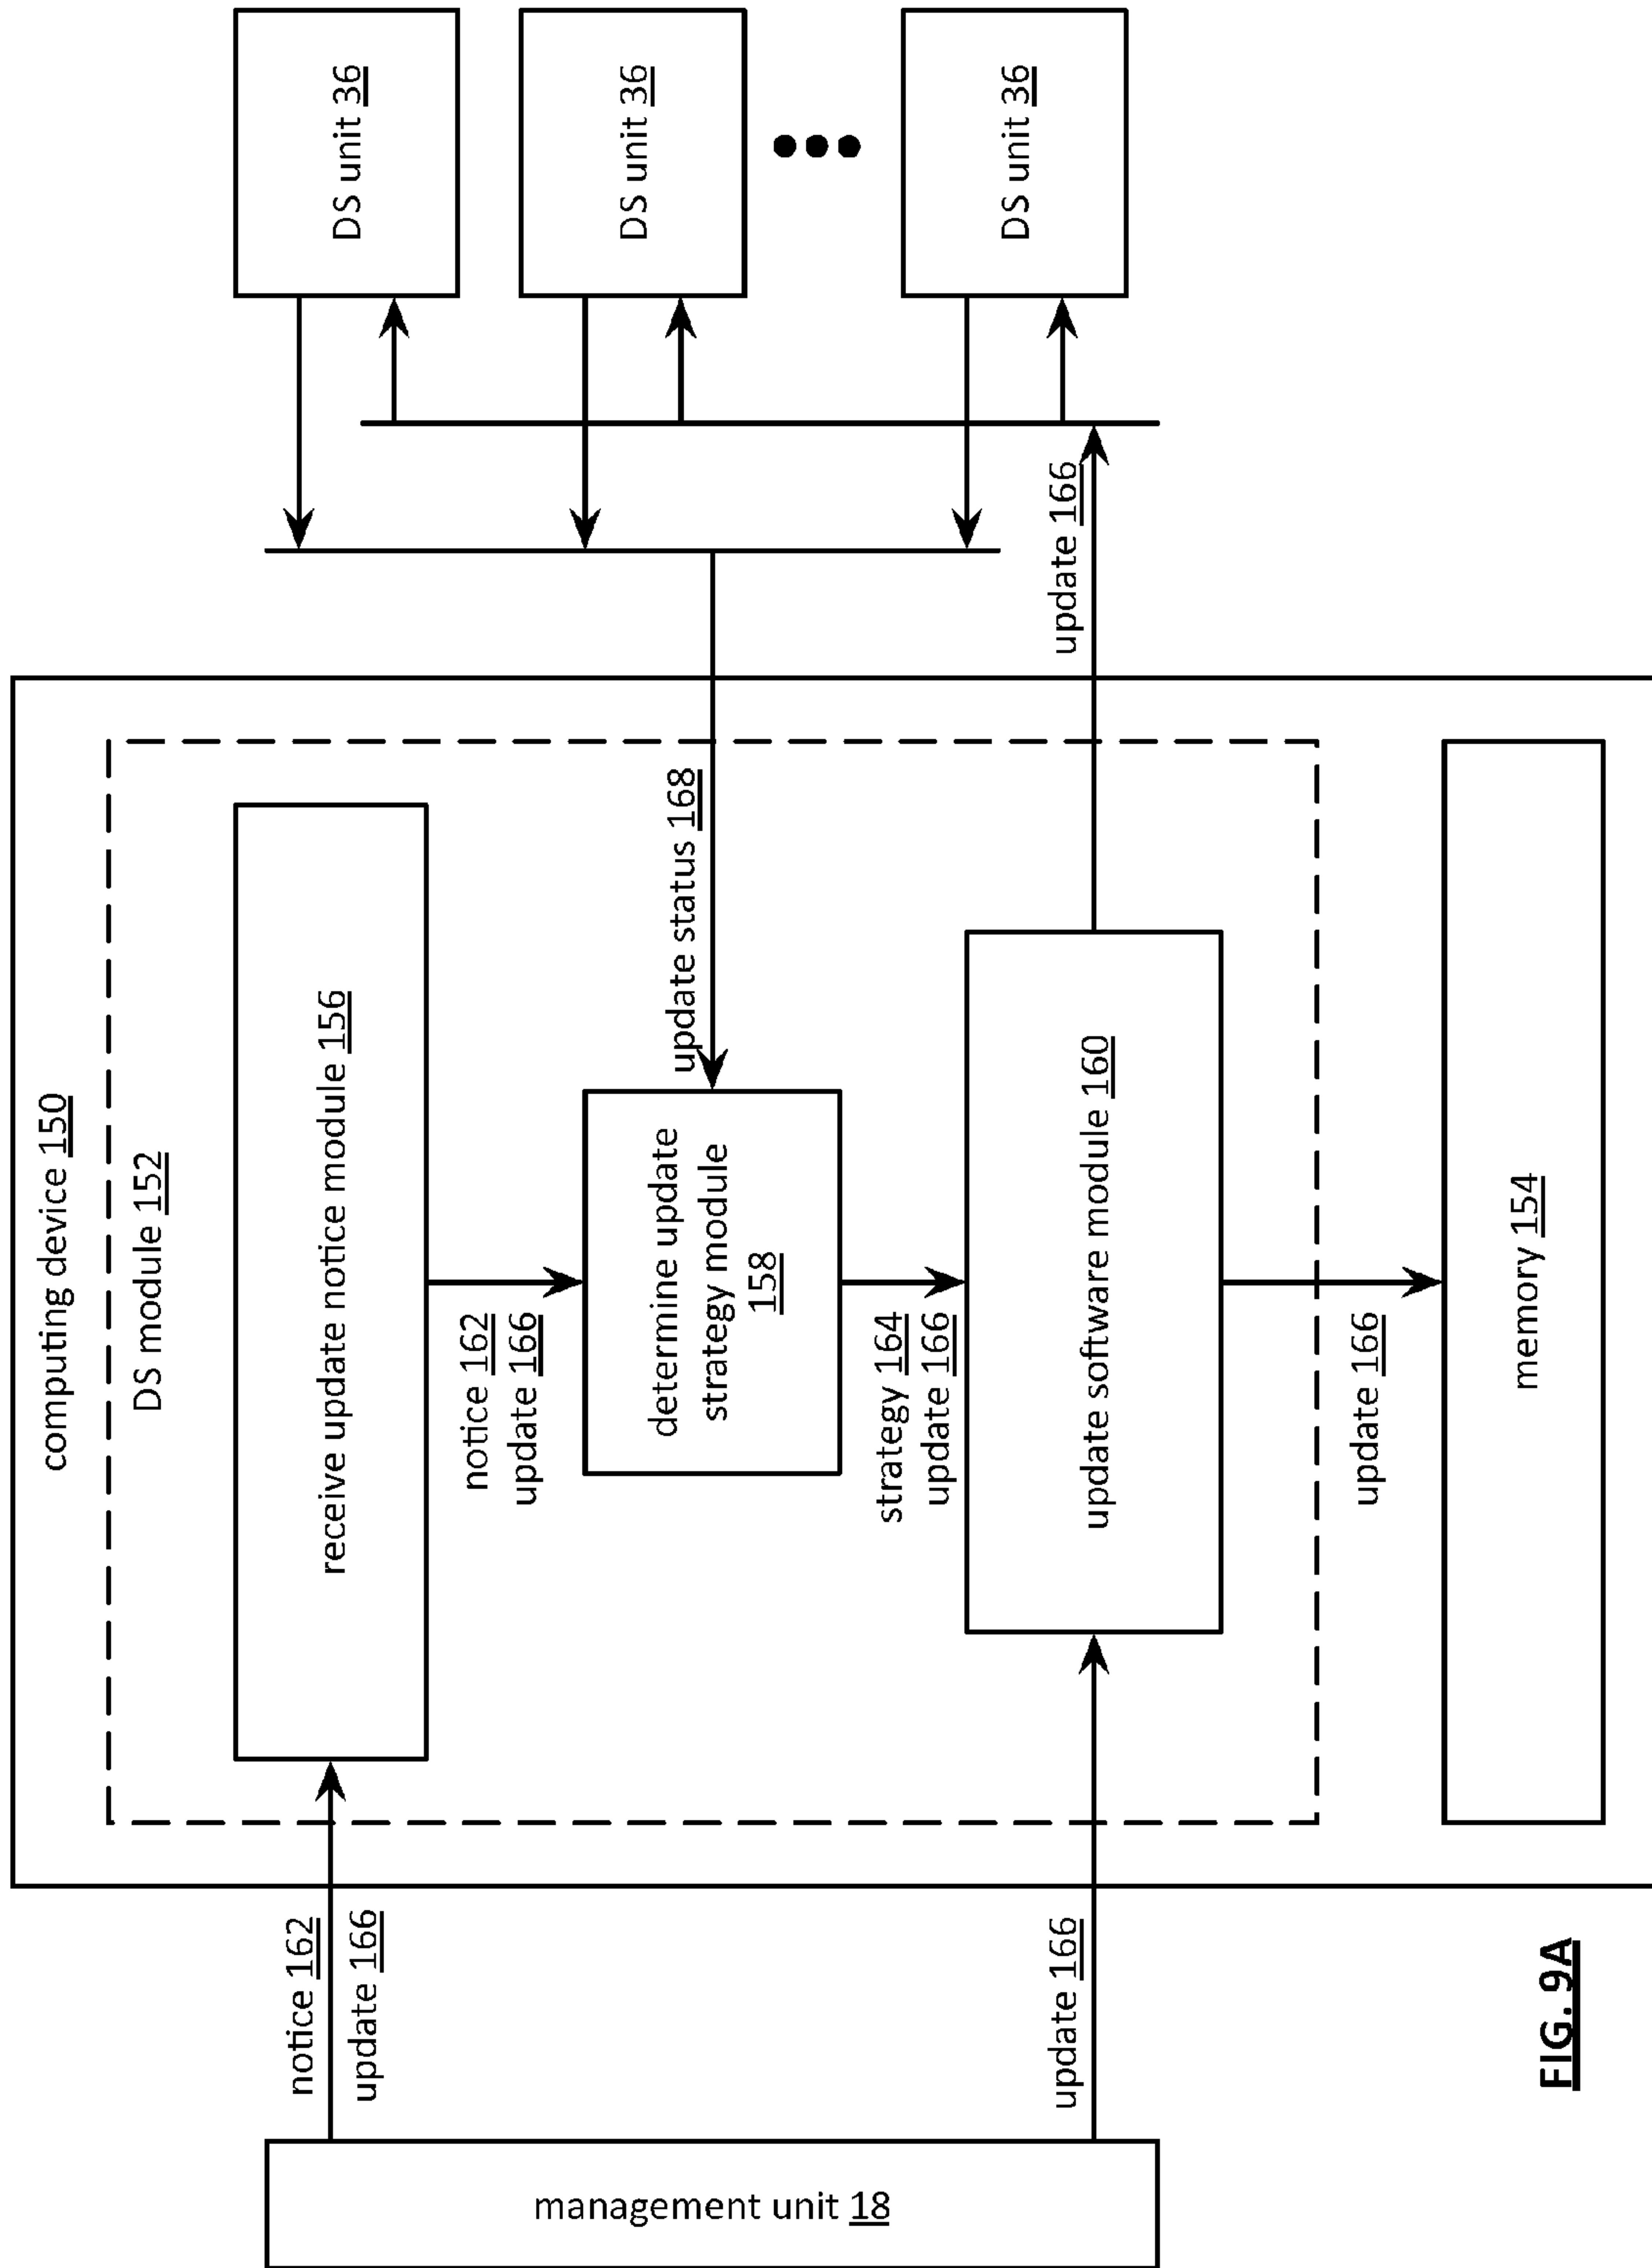 computing device 150
DS module 152
notice 162
update 166
receive update notice module 156
notice 162
update 166
determine update
strategy module
158
update status 168
strategy 164
update 166
update 166
update software module 160
update 166
update 166
memory 154
management unit 18
DS unit 36
DS unit 36
DS unit 36
FIG. 9A